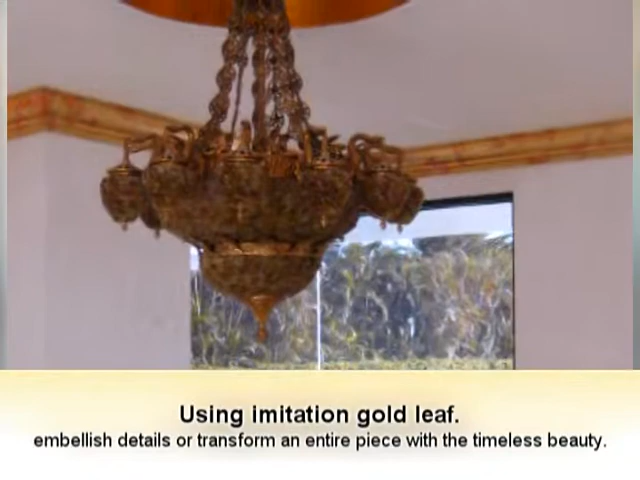 Using imitation gold leaf.
embellish details or transform an entire piece with the timeless beauty.